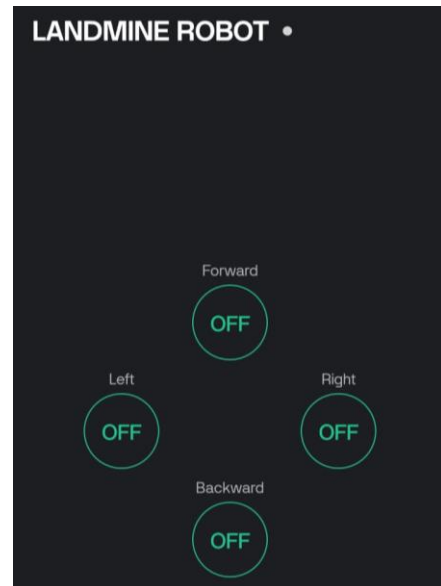 LANDMINE ROBOT
Forward
OFF
Left Right
OFF OFF
Backward
OFF